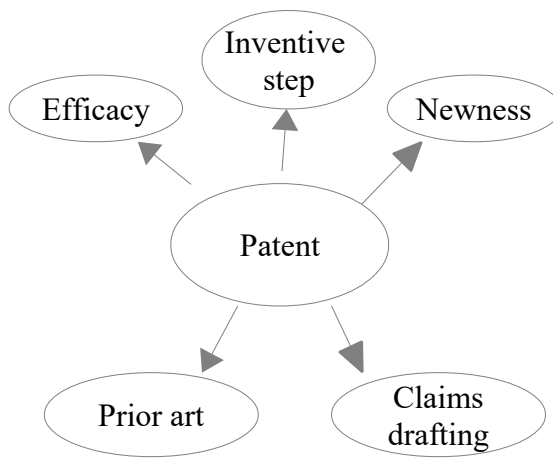 Inventive
step
Efficacy
Newness
Patent
Prior art
Claims
drafting